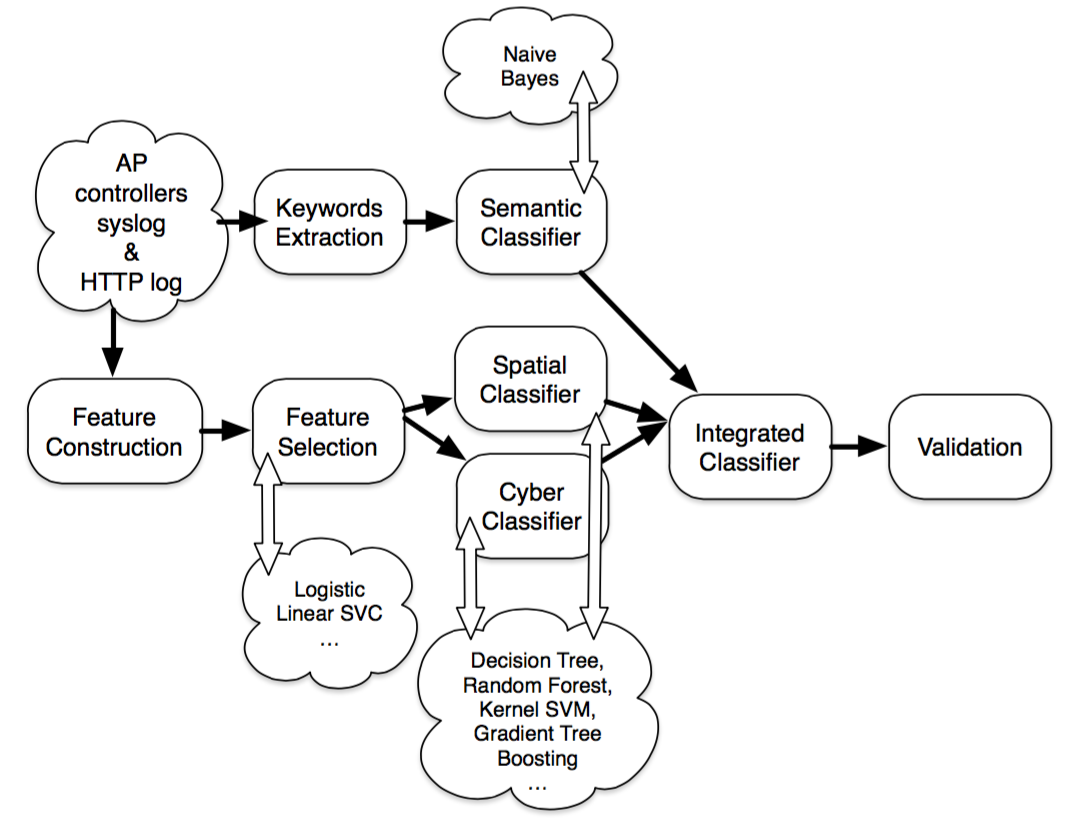 Naive
Bayes
AP
controllers
syslog
&
HTTP log
Keywords
Extraction
Semantic
Classifier
Spatial
Classifier
Feature
Construction
Feature
Selection
Integrated
Classifier
Validation
Cyber
Classifier
Logistic
Linear SVC
...
Decision Tree,
Random Forest,
Kernel SVM,
Gradient Tree
Boosting
...